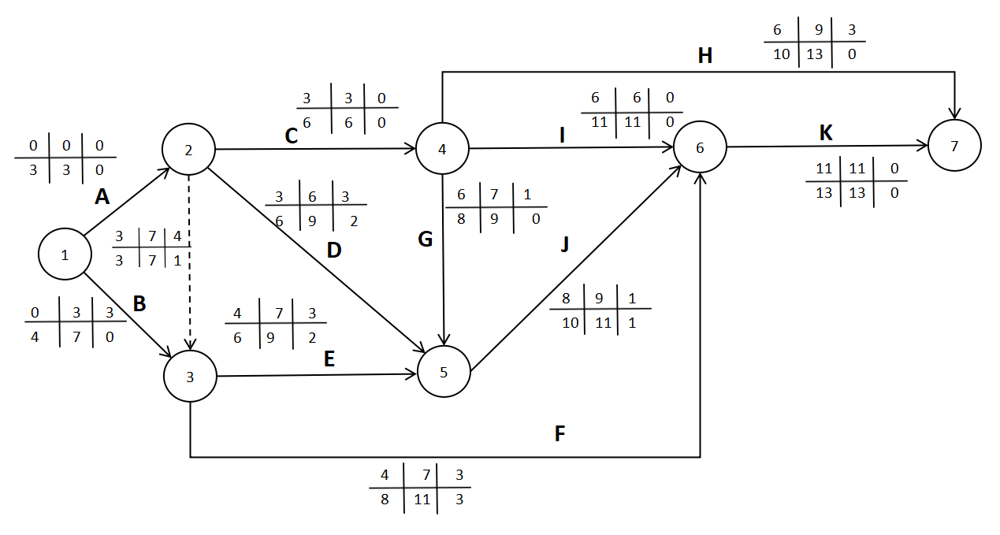 6 9 3
10 13 0
H
3 3 0
6 6 0
C
6 6 0
11 11 0
I
K
0 0 0
3 3 0
A
2
4
6
7
11 11 0
13 13 0
3 6 3
6 9 2
D
6 7 1
8 9 0
G
J
1
3 7 4
3 7 1
B
0 3 3
4 7 0
4 7 3
6 9 2
E
8 9 1
10 11 1
3
5
F
4 7 3
8 11 3